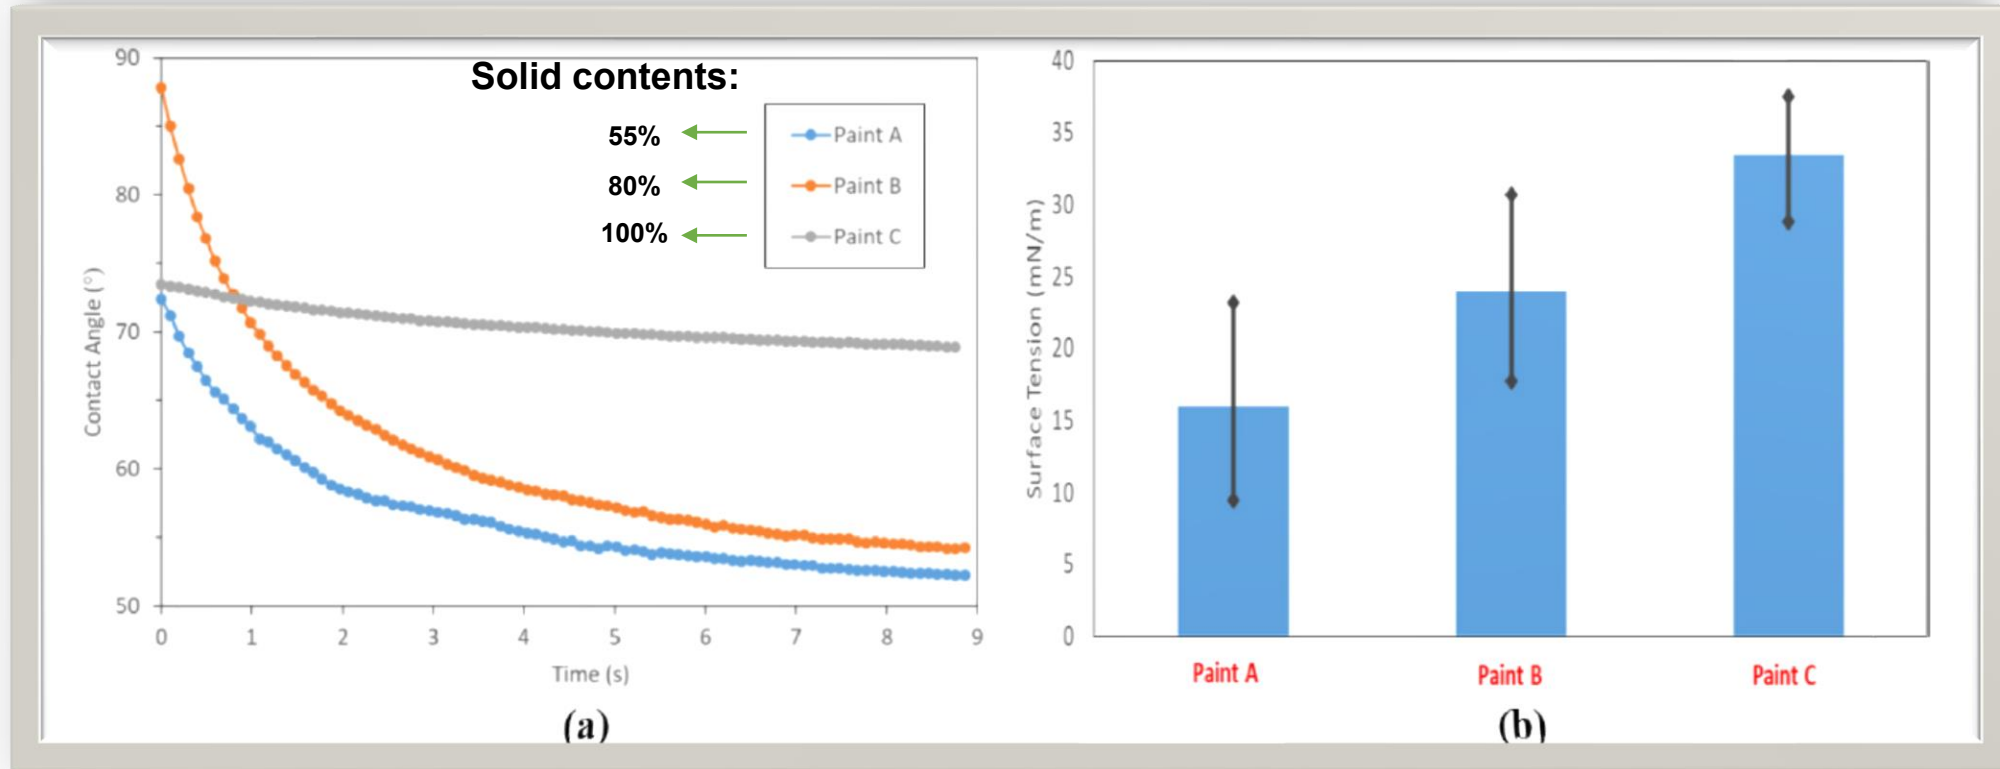 Solid contents:
55%
80%
100%
Paint A
Paint B
Paint C
90
80
70
60
50
Contact Angle (°)
0 1 2 3 4 5 6 7 8 9
Time (s)
(a)
40
35
30
25
20
15
10
5
0
Surface Tension (mN/m)
Paint A Paint B Paint C
(b)